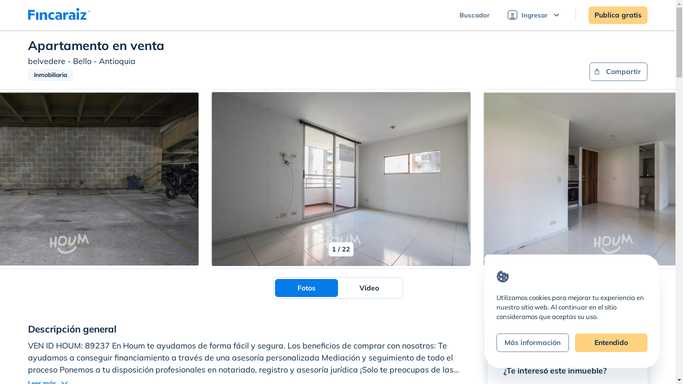 Fincaraiz
Buscador
Ingresar
Publica gratis
Apartamento en venta
belvedere - Bello - Antioquia
Inmobiliaria
Compartir
HOUM
HOUM
HOUM
1 / 22
Fotos
Video
Descripción general
VEN ID HOUM: 89237 En Houm te ayudamos de forma fácil y segura. Los beneficios de comprar con nosotros: Te
ayudamos a conseguir financiamiento a través de una asesoría personalizada Mediación y seguimiento de todo el
proceso Ponemos a tu disposición profesionales en notariado, registro y asesoría jurídica ¡Solo te preocupas de las...
Leer más
Utilizamos cookies para mejorar tu experiencia en
nuestro sitio web. Al continuar en el sitio
consideramos que aceptas su uso.
Más información
Entendido
¿Te interesó este inmueble?